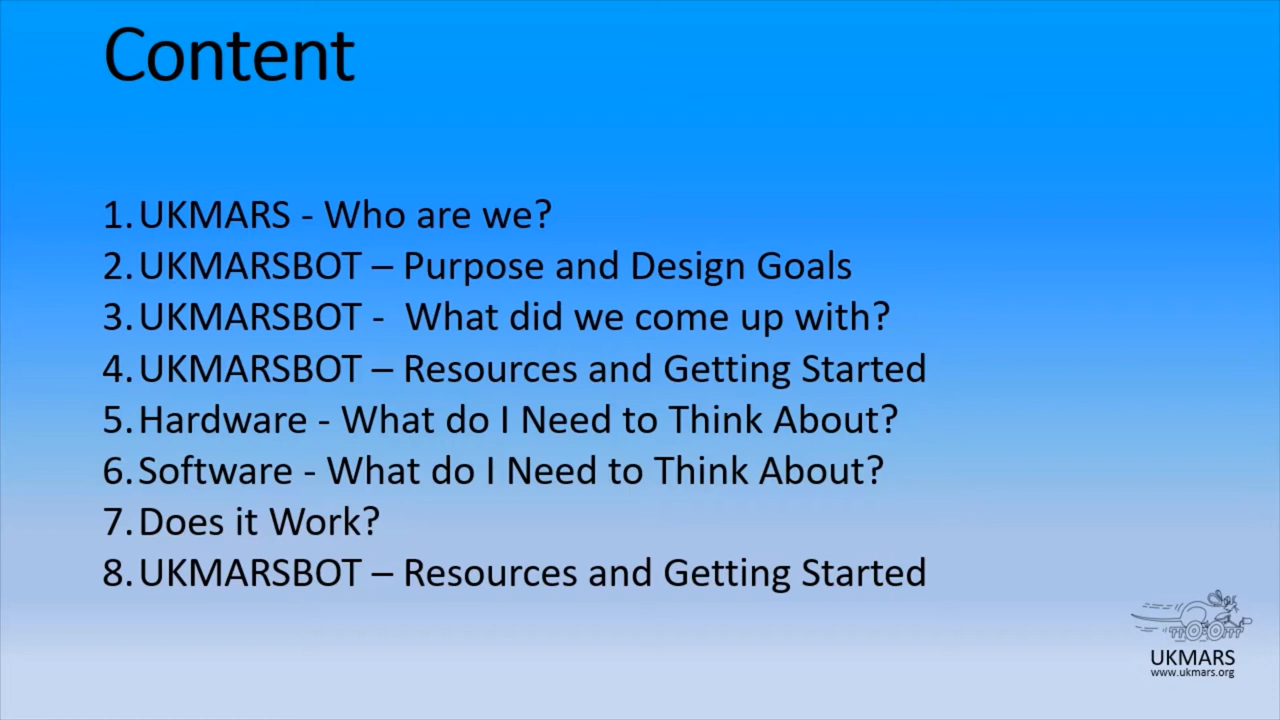 Content
1. UKMARS - Who are we?
2. UKMARSBOT – Purpose and Design Goals
3. UKMARSBOT -  What did we come up with?
4. UKMARSBOT – Resources and Getting Started
5. Hardware - What do I Need to Think About?
6. Software - What do I Need to Think About?
7. Does it Work?
8. UKMARSBOT – Resources and Getting Started
UKMARS
www.ukmars.org